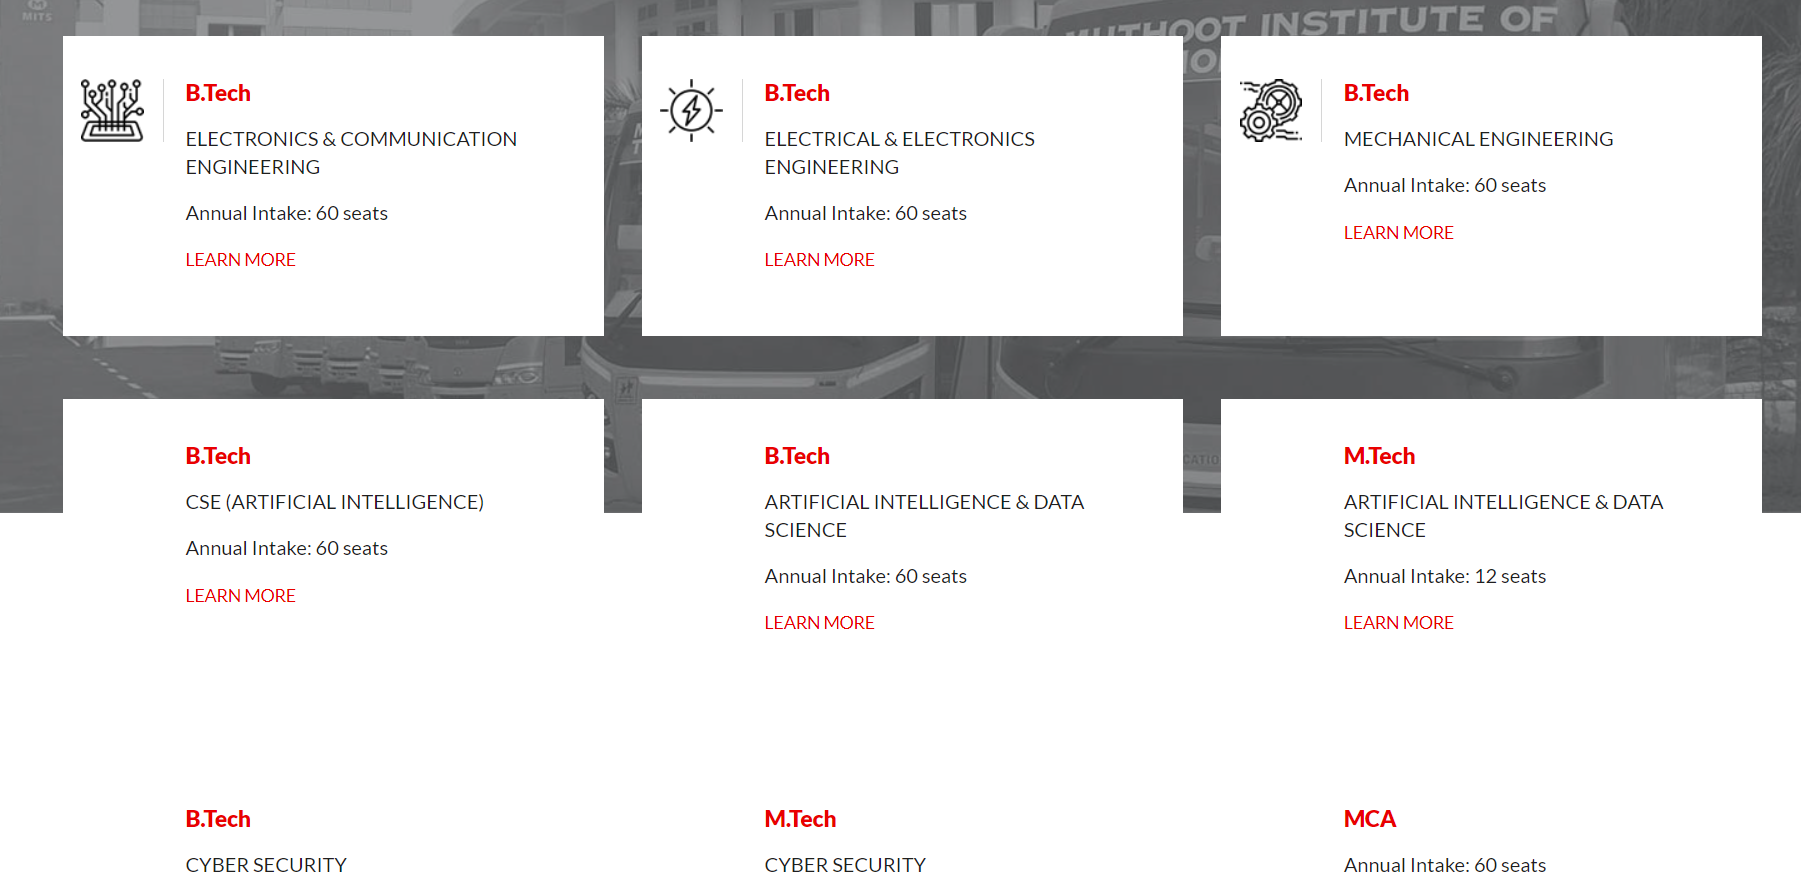 MITS
MUTHOOT INSTITUTE OF
B.Tech
ELECTRONICS & COMMUNICATION
ENGINEERING
Annual Intake: 60 seats
LEARN MORE
B.Tech
ELECTRICAL & ELECTRONICS
ENGINEERING
Annual Intake: 60 seats
LEARN MORE
B.Tech
MECHANICAL ENGINEERING
Annual Intake: 60 seats
LEARN MORE
B.Tech
CSE (ARTIFICIAL INTELLIGENCE)
Annual Intake: 60 seats
LEARN MORE
B.Tech
ARTIFICIAL INTELLIGENCE & DATA
SCIENCE
Annual Intake: 60 seats
LEARN MORE
M.Tech
ARTIFICIAL INTELLIGENCE & DATA
SCIENCE
Annual Intake: 12 seats
LEARN MORE
B.Tech
CYBER SECURITY
M.Tech
CYBER SECURITY
MCA
Annual Intake: 60 seats